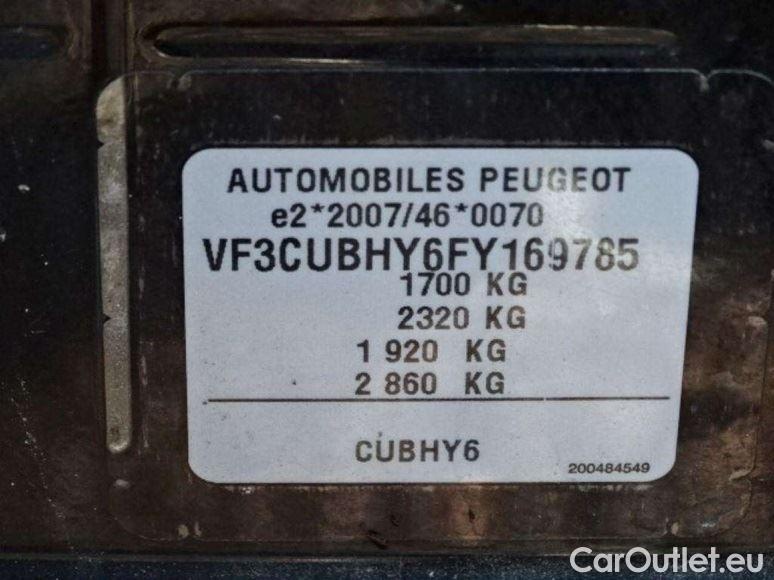 AUTOMOBILES PEUGEOT
e2*2007/46*0070
VF3CUBHY6FY169785
1700 KG
2320 KG
1 920 KG
2 860 KG
CUBHY6
200484549
CarOutlet.eu